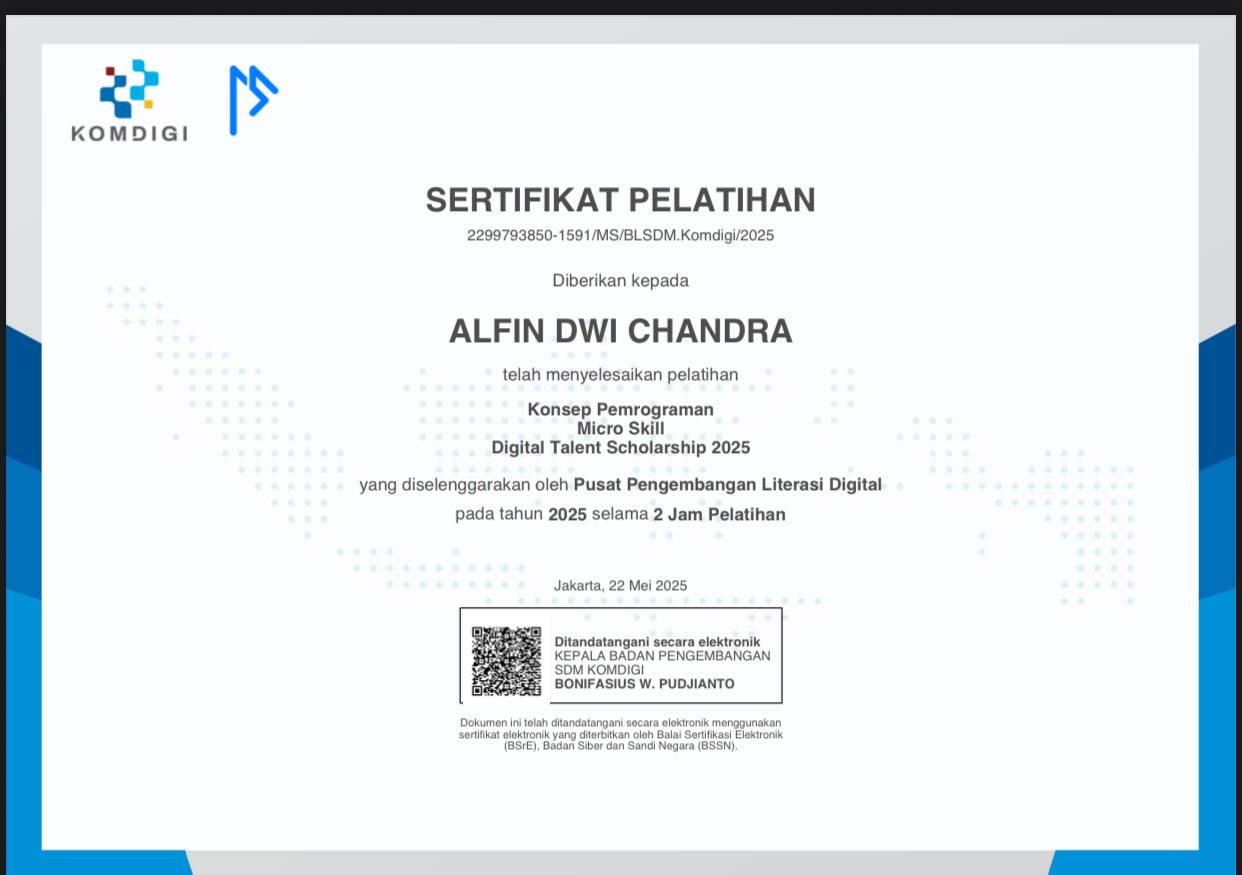 KOMDIGI
SERTIFIKAT PELATIHAN
2299793850-1591/MS/BLSDM.Komdigi/2025
Diberikan kepada
ALFIN DWI CHANDRA
telah menyelesaikan pelatihan
Konsep Pemrograman
Micro Skill
Digital Talent Scholarship 2025
yang diselenggarakan oleh Pusat Pengembangan Literasi Digital
pada tahun 2025 selama 2 Jam Pelatihan
Jakarta, 22 Mei 2025
Ditandatangani secara elektronik
KEPALA BADAN PENGEMBANGAN
SDM KOMDIGI
BONIFASIUS W. PUDJIANTO
Dokumen ini telah ditandatangani secara elektronik menggunakan
sertifikat elektronik yang diterbitkan oleh Balai Sertifikasi Elektronik
(BSrE), Badan Siber dan Sandi Negara (BSSN).